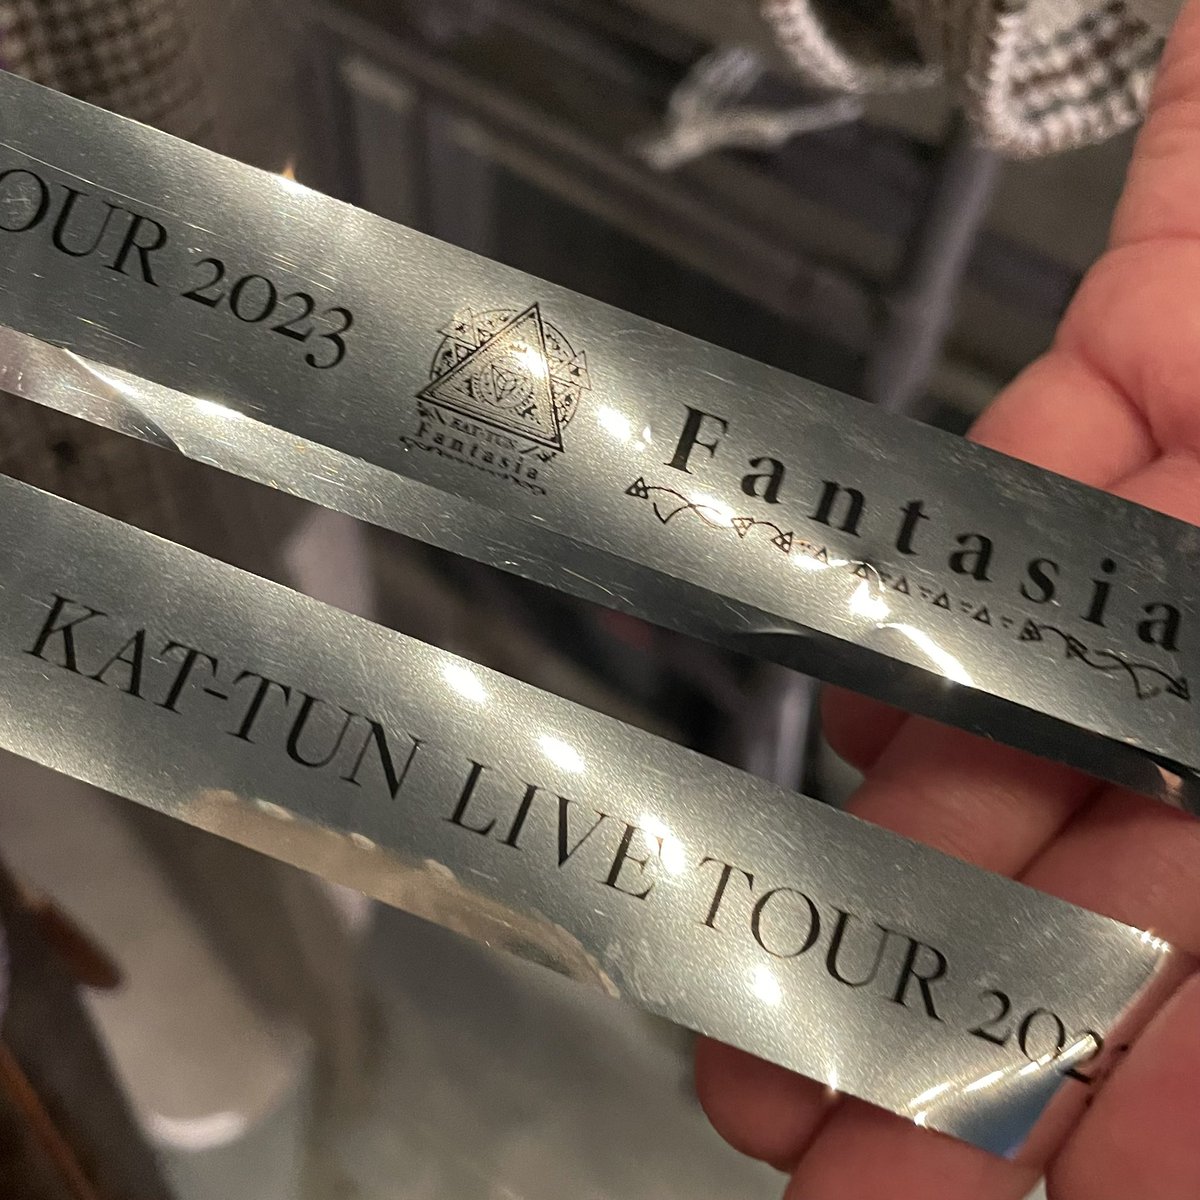 OUR 2023
KAT-TUN
Fantasia
Fantasia
KAT-TUN LIVE TOUR 202